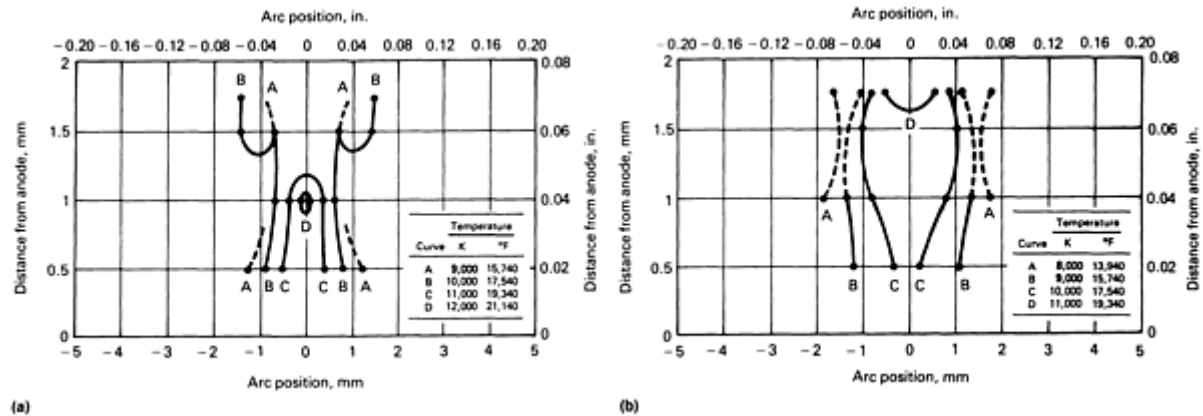 Arc position, in.
-0.20 -0.16 -0.12 -0.08 -0.04 0 0.04 0.08 0.12 0.16 0.20
2
1.5
1
0.5
0
Distance from anode, mm
0.08
0.06
0.04
0.02
0
Distance from anode, in.
B A A B
D
A B C C B A
Temperature
Curve K °F
A 9,000 15,740
B 10,000 17,540
C 11,000 19,340
D 12,000 21,140
-5 -4 -3 -2 -1 0 1 2 3 4 5
Arc position, mm
(a)
Arc position, in.
-0.20 -0.16 -0.12 -0.08 -0.04 0 0.04 0.08 0.12 0.16 0.20
2
1.5
1
0.5
0
Distance from anode, mm
0.08
0.06
0.04
0.02
0
Distance from anode, in.
D
A A
B C C B
Temperature
Curve K °F
A 8,000 13,940
B 9,000 15,740
C 10,000 17,540
D 11,000 19,340
-5 -4 -3 -2 -1 0 1 2 3 4 5
Arc position, mm
(b)